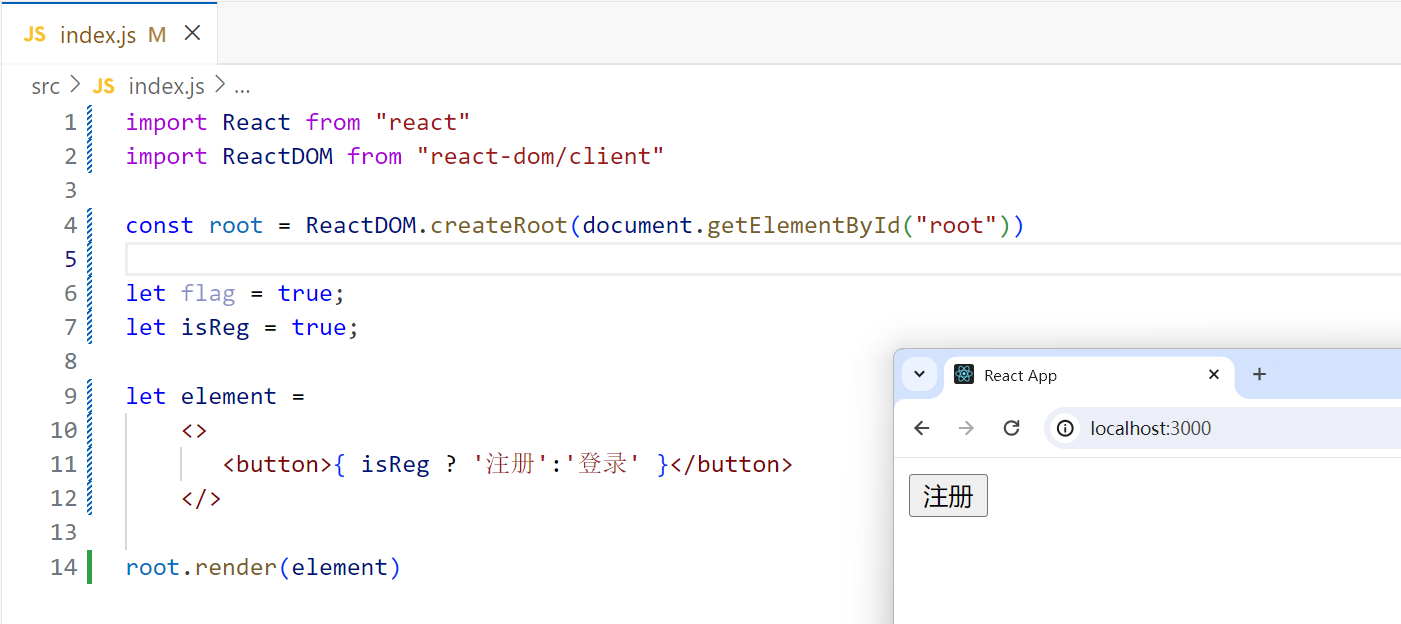 JS index.js M
src > JS index.js > ...
1 import React from "react"
2 import ReactDOM from "react-dom/client"
3
4 const root = ReactDOM.createRoot(document.getElementById("root"))
5
6 let flag = true;
7 let isReg = true;
8
9 let element =
10 <>
11 <button>{ isReg ? '注册':'登录' }</button>
12 </>
13
14 root.render(element)
React App
localhost:3000
注册